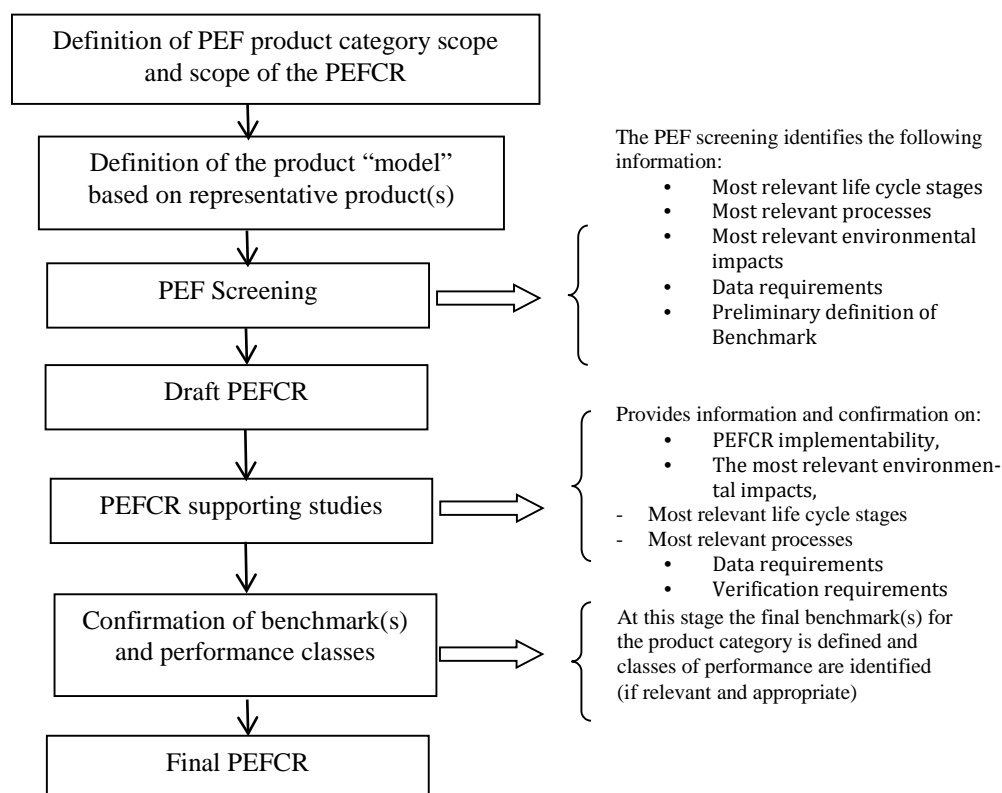 Definition of PEF product category scope
and scope of the PEFCR
Definition of the product “model”
based on representative product(s)
The PEF screening identifies the following
information:
• Most relevant life cycle stages
• Most relevant processes
• Most relevant environmental
impacts
• Data requirements
• Preliminary definition of
Benchmark
PEF Screening
Draft PEFCR
Provides information and confirmation on:
• PEFCR implementability,
• The most relevant environmen-
tal impacts,
- Most relevant life cycle stages
- Most relevant processes
• Data requirements
• Verification requirements
PEFCR supporting studies
Confirmation of benchmark(s)
and performance classes
At this stage the final benchmark(s) for
the product category is defined and
classes of performance are identified
(if relevant and appropriate)
Final PEFCR